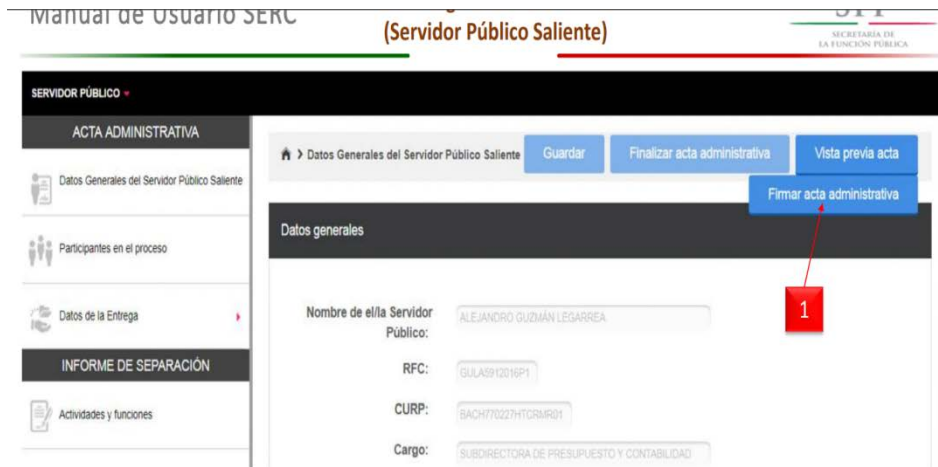 Manual de Usuario SERC
(Servidor Público Saliente)
SFP
SECRETARÍA DE
LA FUNCIÓN PÚBLICA
SERVIDOR PÚBLICO
ACTA ADMINISTRATIVA
Datos Generales del Servidor Público Saliente
Participantes en el proceso
Datos de la Entrega
INFORME DE SEPARACIÓN
Actividades y funciones
> Datos Generales del Servidor Público Saliente
Guardar
Finalizar acta administrativa
Vista previa acta
Firmar acta administrativa
1
Datos generales
Nombre de el/la Servidor
Público:
ALEJANDRO GUZMÁN LEGARREA
RFC:
GULA5912016P1
CURP:
BACH770227HTCRMR01
Cargo:
SUBDIRECTORA DE PRESUPUESTO Y CONTABILIDAD